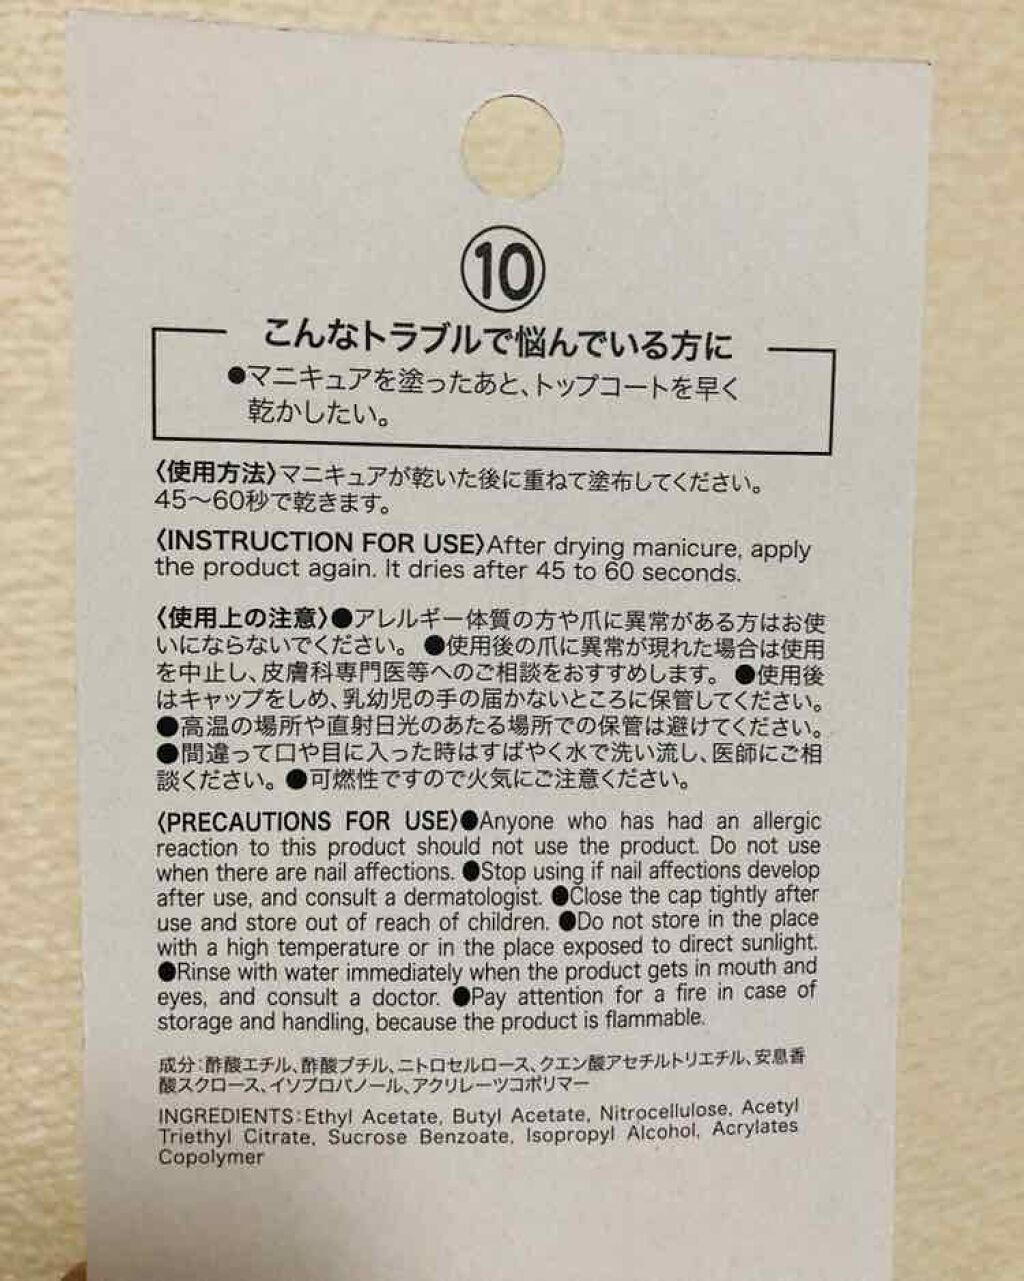 ⑩
こんなトラブルで悩んでいる方に
●マニキュアを塗ったあと、トップコートを早く
乾かしたい。
〈使用方法〉マニキュアが乾いた後に重ねて塗布してください。
45～60秒で乾きます。
〈INSTRUCTION FOR USE〉After drying manicure, apply
the product again. It dries after 45 to 60 seconds.
〈使用上の注意〉●アレルギー体質の方や爪に異常がある方はお使
いにならないでください。 ●使用後の爪に異常が現れた場合は使用
を中止し、皮膚科専門医等へのご相談をおすすめします。 ●使用後
はキャップをしめ、乳幼児の手の届かないところに保管してください。
●高温の場所や直射日光のあたる場所での保管は避けてください。
●間違って口や目に入った時はすばやく水で洗い流し、医師にご相
談ください。●可燃性ですので火気にご注意ください。
〈PRECAUTIONS FOR USE〉●Anyone who has had an allergic
reaction to this product should not use the product. Do not use
when there are nail affections. ●Stop using if nail affections develop
after use, and consult a dermatologist. ●Close the cap tightly after
use and store out of reach of children. ●Do not store in the place
with a high temperature or in the place exposed to direct sunlight.
●Rinse with water immediately when the product gets in mouth and
eyes, and consult a doctor. ●Pay attention for a fire in case of
storage and handling, because the product is flammable.
成分：酢酸エチル、酢酸ブチル、ニトロセルロース、クエン酸アセチルトリエチル、安息香
酸スクロース、イソプロパノール、アクリレーツコポリマー
INGREDIENTS:Ethyl Acetate, Butyl Acetate, Nitrocellulose, Acetyl
Triethyl Citrate, Sucrose Benzoate, Isopropyl Alcohol, Acrylates
Copolymer